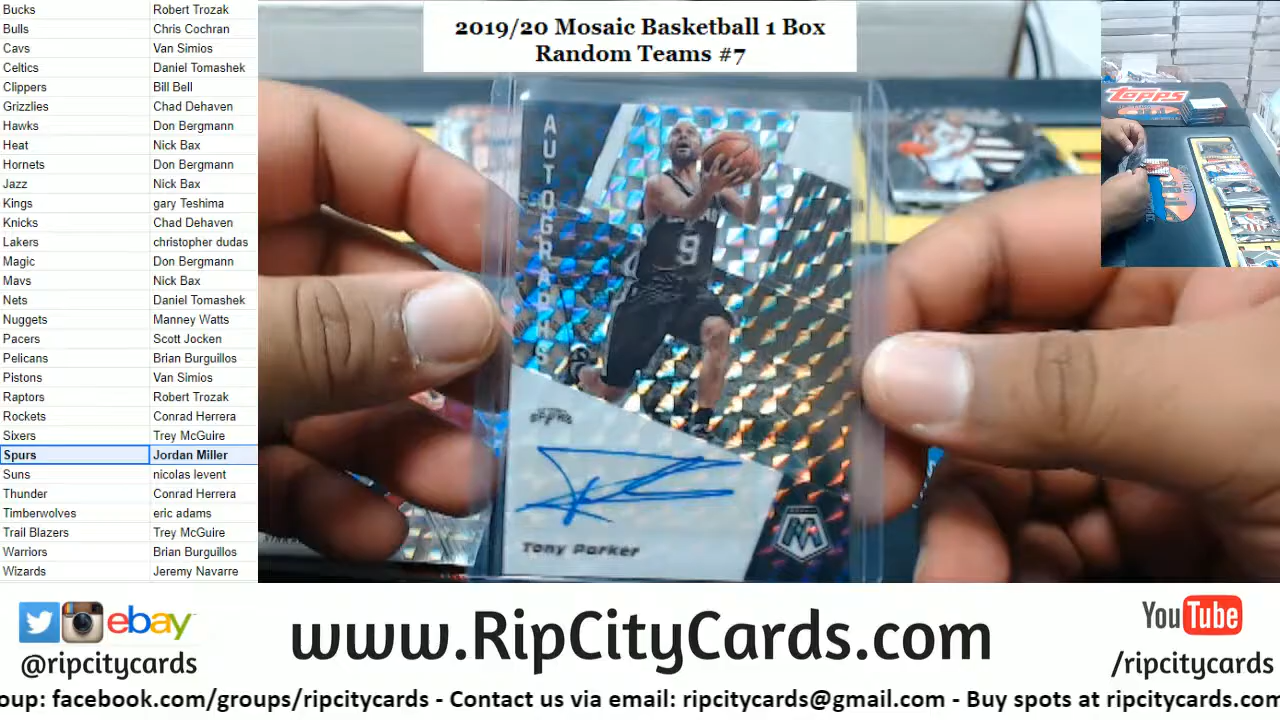 2019/20 Mosaic Basketball 1 Box
Random Teams #7
Bucks Robert Trozak
Bulls Chris Cochran
Cavs Van Simios
Celtics Daniel Tomashek
Clippers Bill Bell
Grizzlies Chad Dehaven
Hawks Don Bergmann
Heat Nick Bax
Hornets Don Bergmann
Jazz Nick Bax
Kings gary Teshima
Knicks Chad Dehaven
Lakers christopher dudas
Magic Don Bergmann
Mavs Nick Bax
Nets Daniel Tomashek
Nuggets Manney Watts
Pacers Scott Jocken
Pelicans Brian Burguillos
Pistons Van Simios
Raptors Robert Trozak
Rockets Conrad Herrera
Sixers Trey McGuire
Spurs Jordan Miller
Suns nicolas levent
Thunder Conrad Herrera
Timberwolves eric adams
Trail Blazers Trey McGuire
Warriors Brian Burguillos
Wizards Jeremy Navarre
AUTOGRAPHS
9
SPURS
Tony Parker
M
Topps
ebay
@ripcitycards
www.RipCityCards.com
YouTube
/ripcitycards
oup: facebook.com/groups/ripcitycards - Contact us via email: ripcitycards@gmail.com - Buy spots at ripcitycards.com